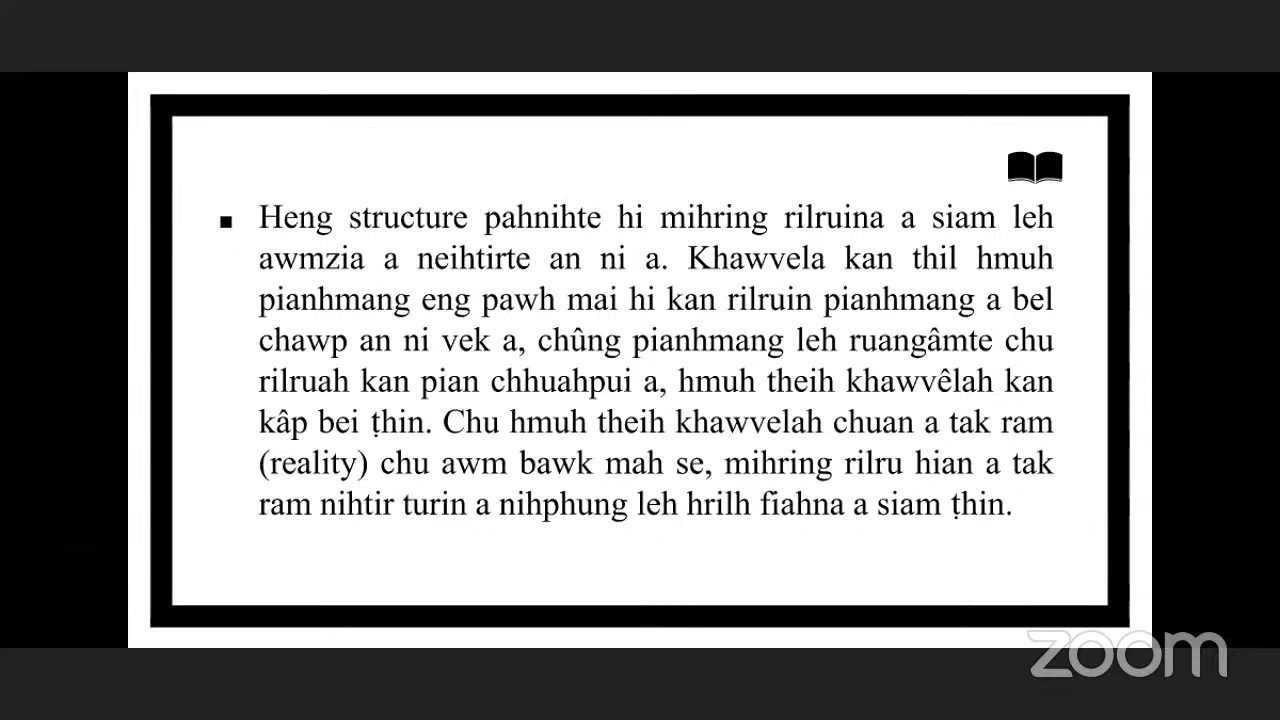 Heng structure pahnihte hi mihring rilruina a siam leh
awmzia a neihtirte an ni a. Khawvela kan thil hmuh
pianhmang eng pawh mai hi kan rilruin pianhmang a bel
chawp an ni vek a, chûng pianhmang leh ruangâmte chu
rilruah kan pian chhuahpui a, hmuh theih khawvêlah kan
kâp bei ṭhin. Chu hmuh theih khawvelah chuan a tak ram
(reality) chu awm bawk mah se, mihring rilru hian a tak
ram nihtir turin a nihphung leh hrilh fiahna a siam ṭhin.
zoom